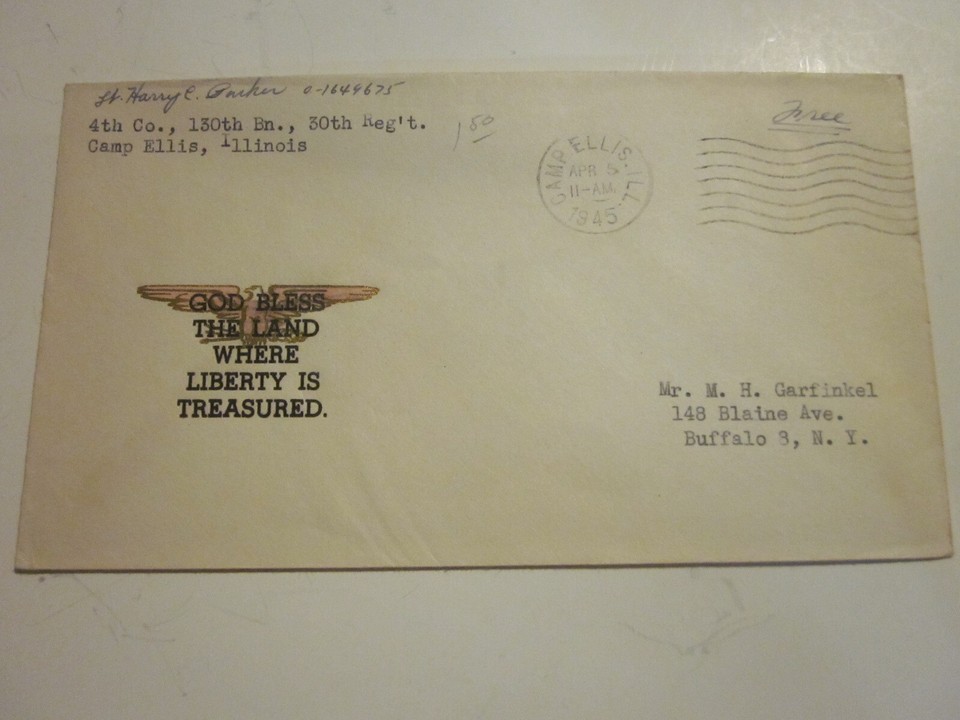 Lt. Harry C. Parker 0-1649675
4th Co., 130th Bn., 30th Reg't.
Camp Ellis, Illinois
1 50
Free
CAMP ELLIS. ILL.
APR 5
11-AM
1945
GOD BLESS
THE LAND
WHERE
LIBERTY IS
TREASURED.
Mr. M. H. Garfinkel
148 Blaine Ave.
Buffalo 8, N. Y.